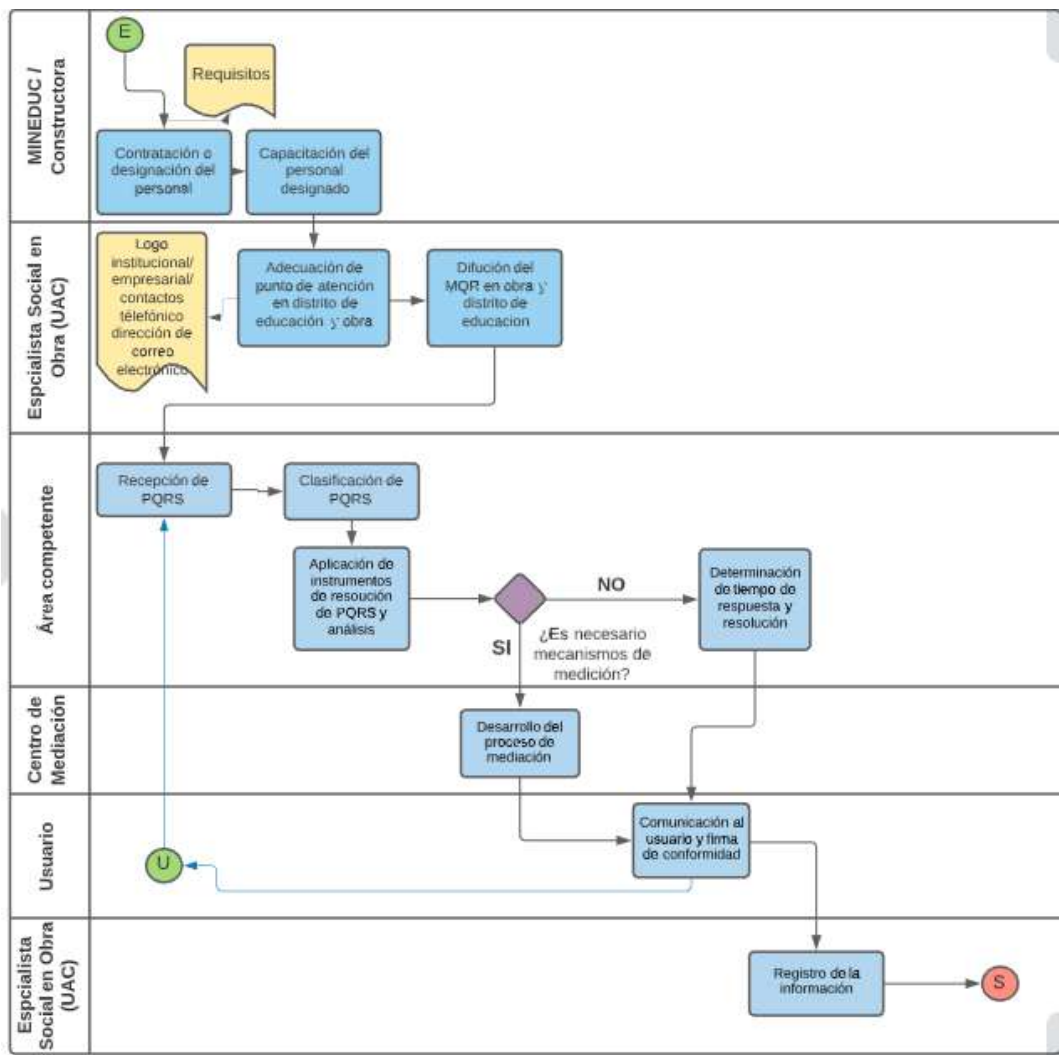 MINEDUC /
Constructora
E
Requisitos
Contratación o
designación del
personal
Capacitación del
personal
designado
Espcialista Social en
Obra (UAC)
Logo
institucional/
empresarial/
contactos
télefónico
dirección de
correo
electrónico
Adecuación de
punto de atención
en distrito de
educación y obra
Difución del
MQR en obra y
distrito de
educacion
Área competente
Recepción de
PQRS
Clasificación de
PQRS
Aplicación de
instrumentos
de resoución
de PQRS y
análisis
NO
SI
¿Es necesario
mecanismos de
medición?
Determinación
de tiempo de
respuesta y
resolución
Centro de
Mediación
Desarrollo del
proceso de
mediación
Usuario
U
Comunicación al
usuario y firma
de conformidad
Espcialista
Social en Obra
(UAC)
Registro de la
información
S